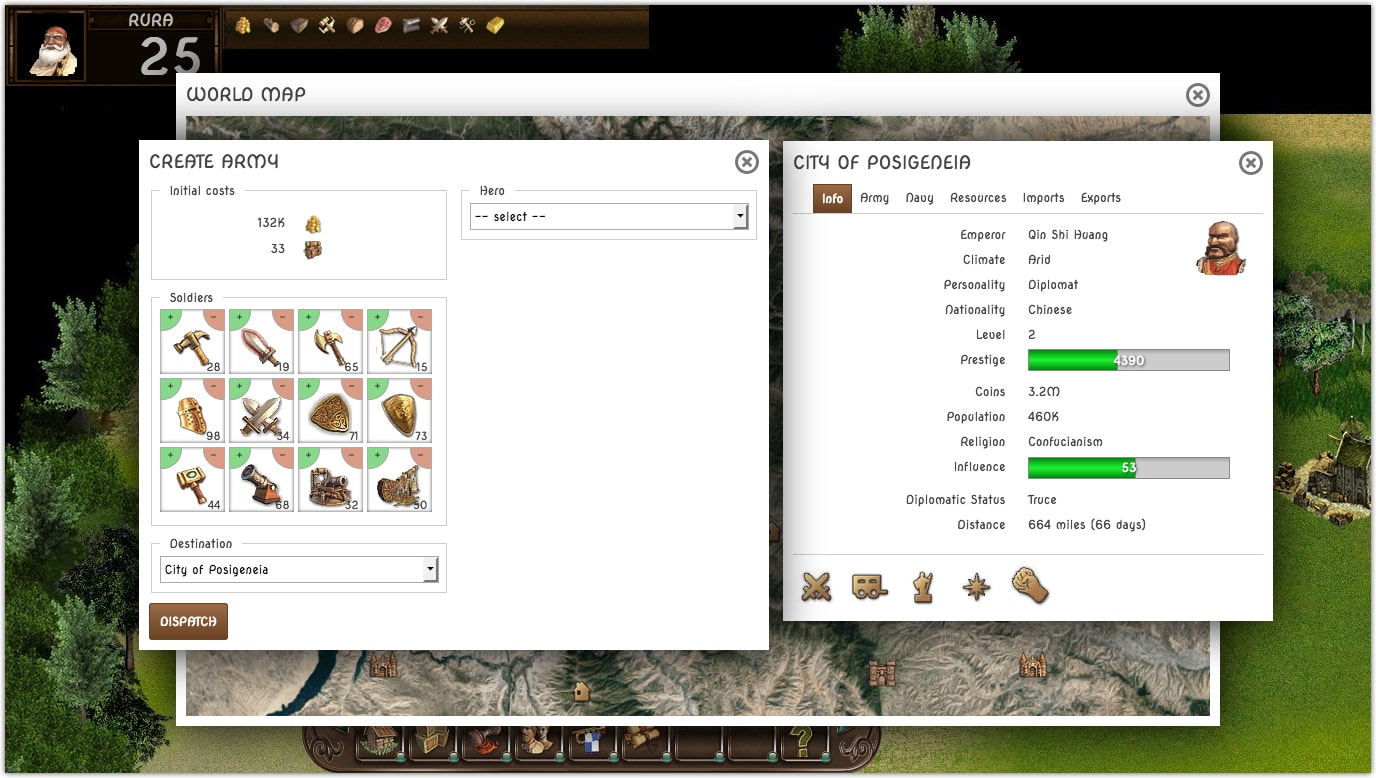 RURA
25
WORLD MAP
CREATE ARMY
Initial costs
132K
33
Hero
-- select --
Soldiers
+ - + - + - + -
28 19 65 15
+ - + - + - + -
98 34 71 73
+ - + - + - + -
44 68 32 50
Destination
City of Posigeneia
DISPATCH
CITY OF POSIGENEIA
Info Army Navy Resources Imports Exports
Emperor Qin Shi Huang
Climate Arid
Personality Diplomat
Nationality Chinese
Level 2
Prestige 4390
Coins 3.2M
Population 460K
Religion Confucianism
Influence 53
Diplomatic Status Truce
Distance 664 miles (66 days)
?